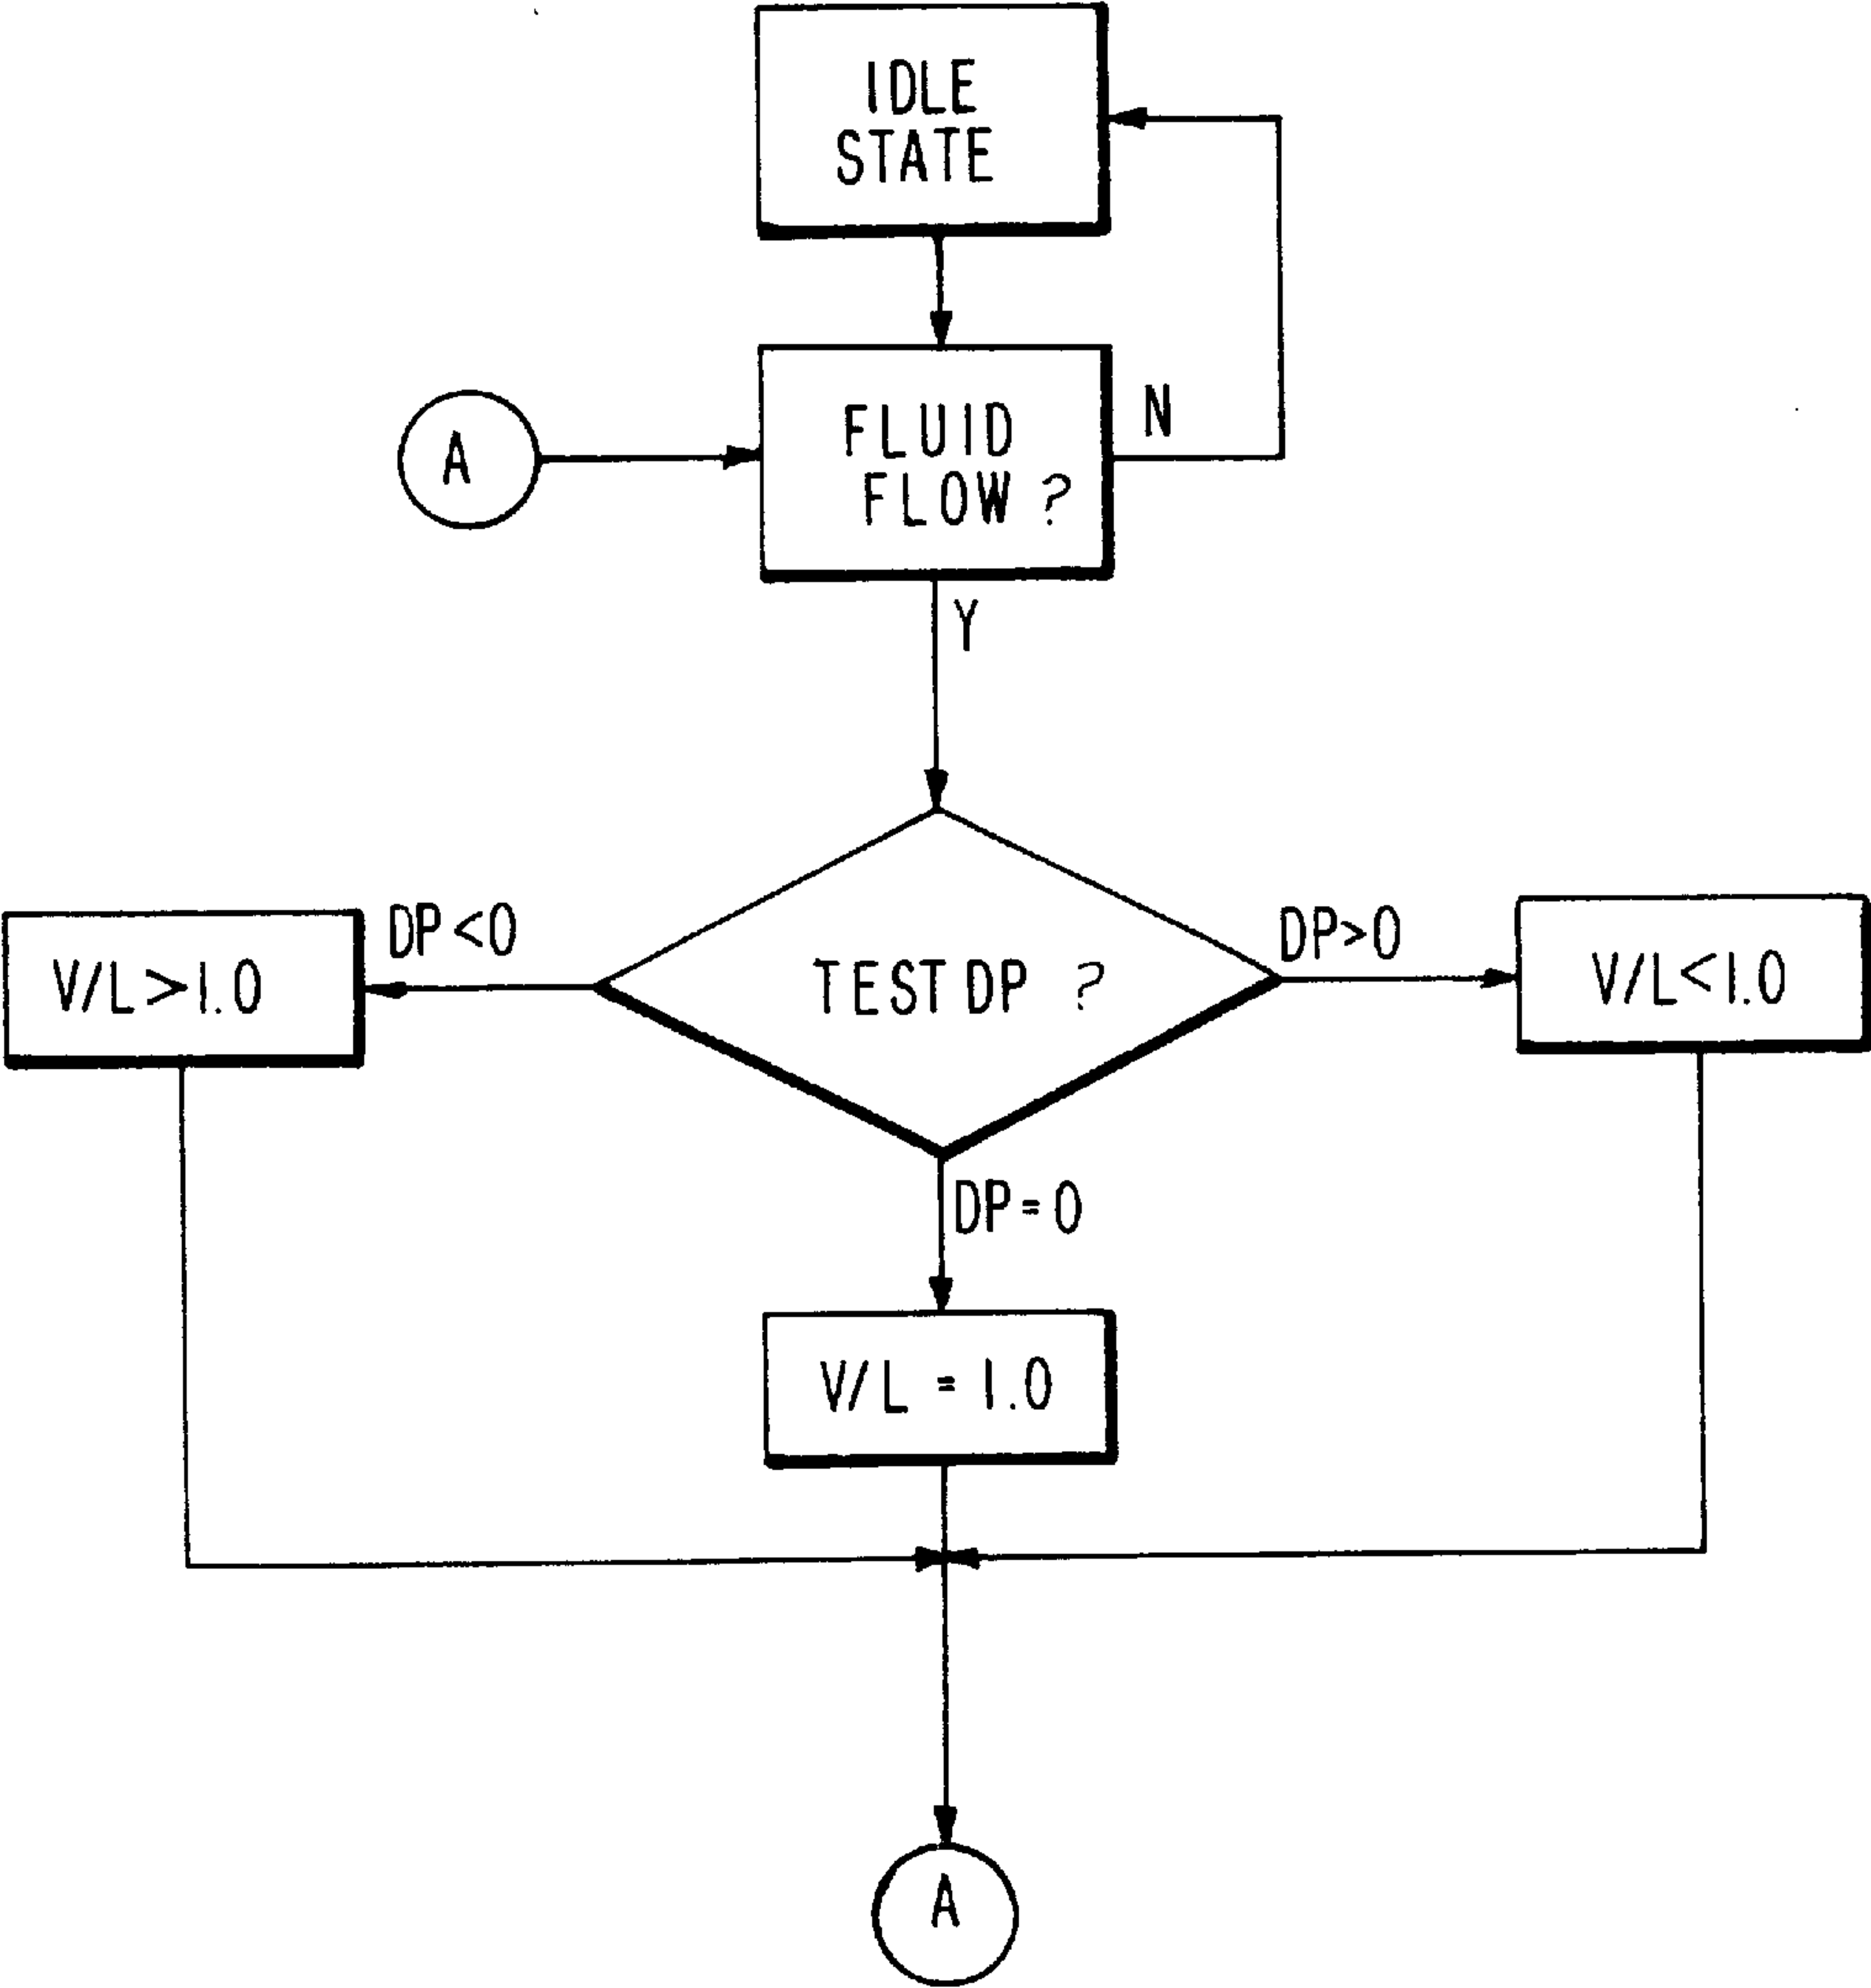 IDLE
STATE
A
FLUID
FLOW ?
N
Y
DP<0
DP>0
V/L>1.0
TEST DP ?
V/L<1.0
DP=0
V/L = 1.0
A